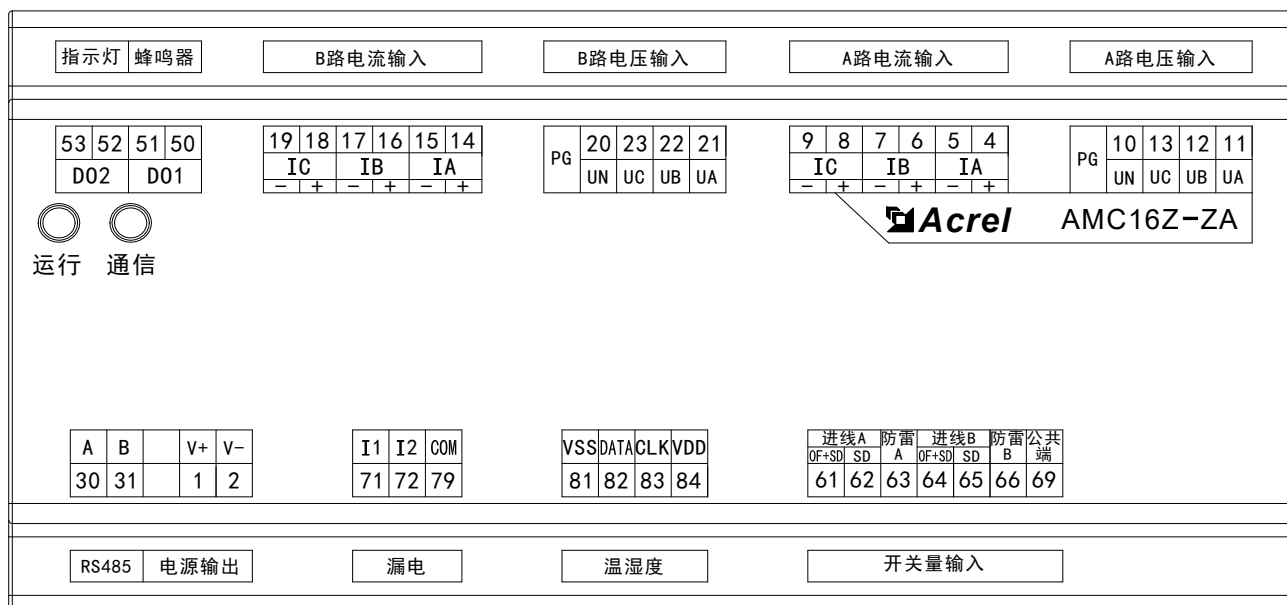 指示灯 蜂鸣器 B路电流输入 B路电压输入 A路电流输入 A路电压输入
53 52 51 50 19 18 17 16 15 14 PG 20 23 22 21 9 8 7 6 5 4 PG 10 13 12 11
DO2 DO1 IC IB IA UN UC UB UA IC IB IA UN UC UB UA
− + − + − + − + − + − +
Acrel AMC16Z-ZA
运行 通信
A B V+ V- I1 I2 COM VSS DATA CLK VDD 进线A 防雷 进线B 防雷 公共
OF+SD SD A OF+SD SD B 端
30 31 1 2 71 72 79 81 82 83 84 61 62 63 64 65 66 69
RS485 电源输出 漏电 温湿度 开关量输入